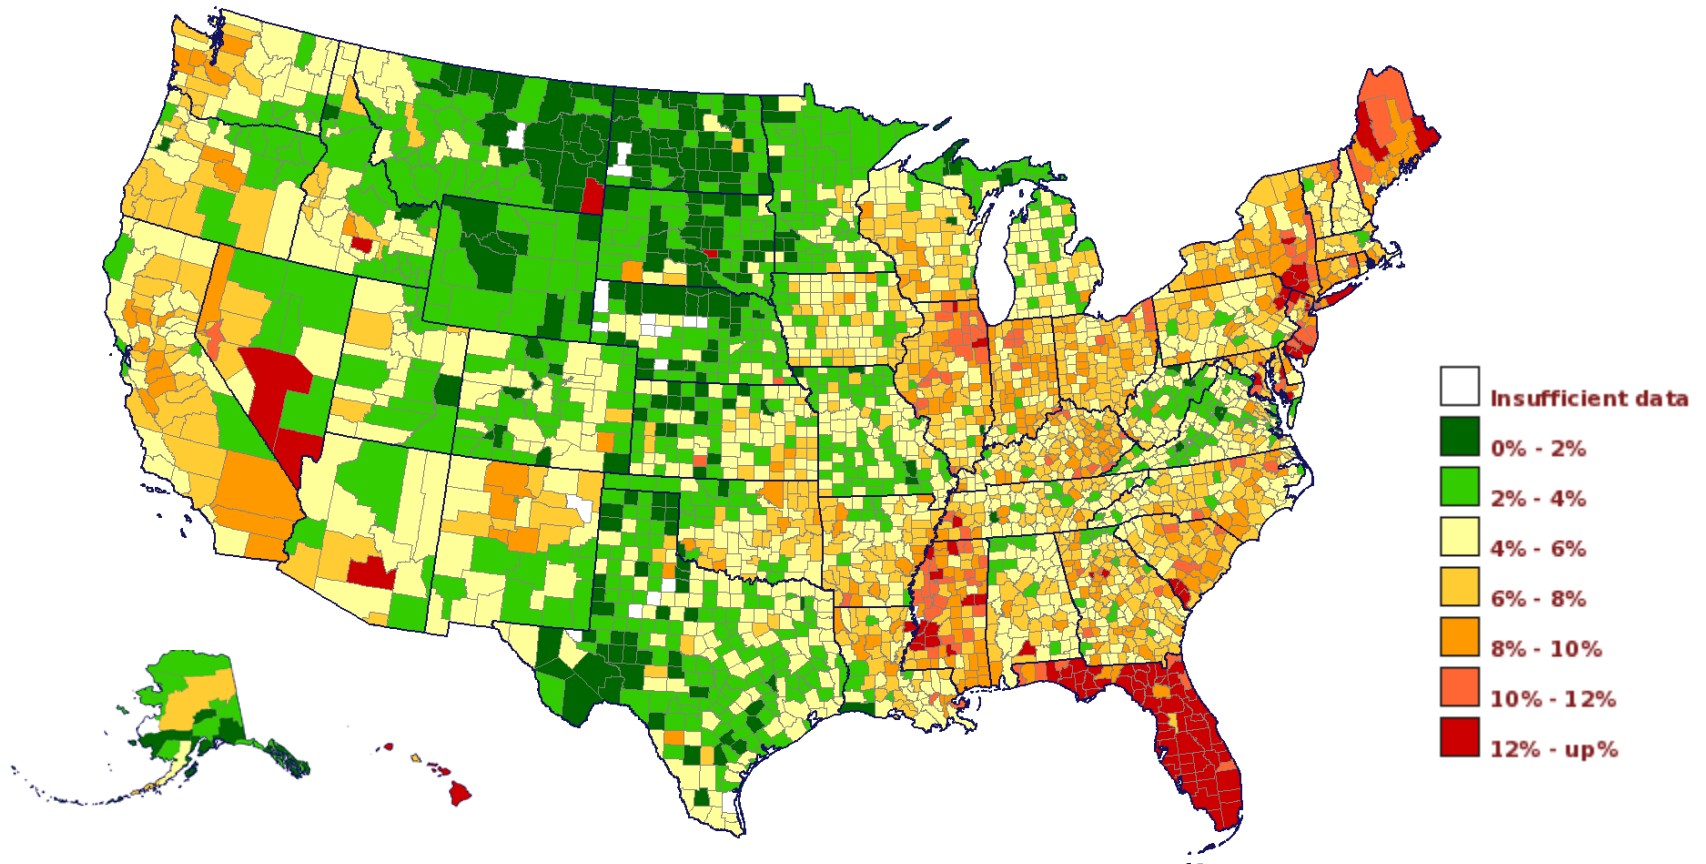 Insufficient data
0% - 2%
2% - 4%
4% - 6%
6% - 8%
8% - 10%
10% - 12%
12% - up%